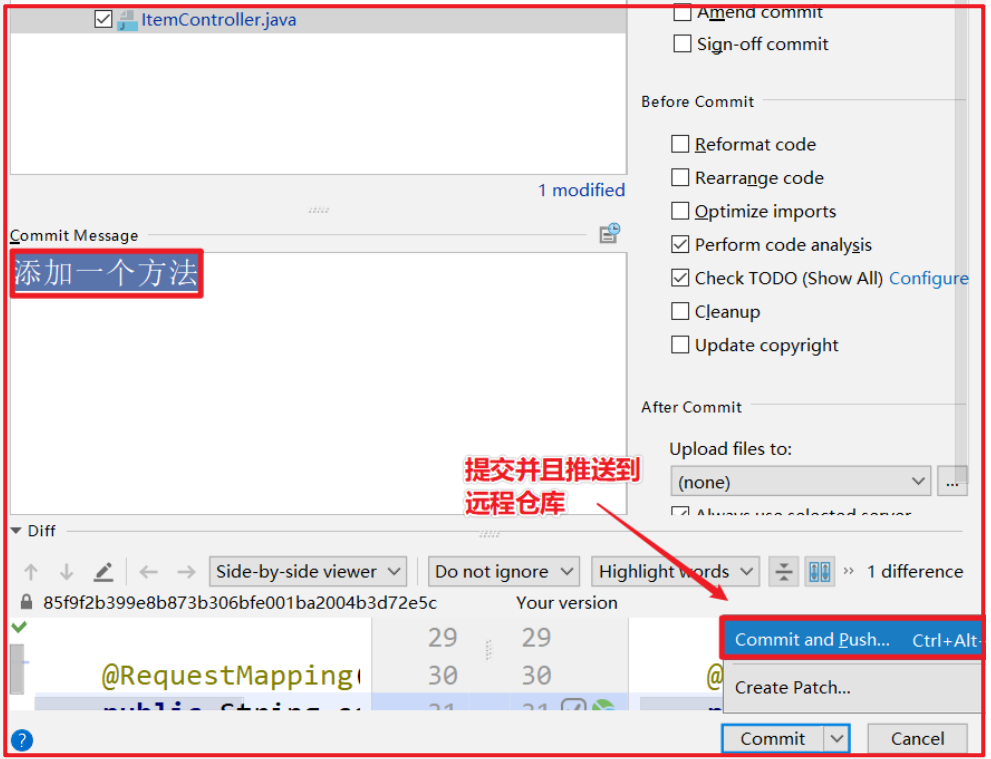 ItemController.java
Amend commit
Sign-off commit
Before Commit
Reformat code
Rearrange code
1 modified
Optimize imports
Commit Message
Perform code analysis
添加一个方法
Check TODO (Show All) Configure
Cleanup
Update copyright
After Commit
Upload files to:
提交并且推送到
远程仓库
(none)
...
Always use selected server
Diff
Side-by-side viewer
Do not ignore
Highlight words
»
1 difference
85f9f2b399e8b873b306bfe001ba2004b3d72e5c
Your version
29 29
@RequestMapping( 30 30 @
public String 31 31
Commit and Push... Ctrl+Alt-
Create Patch...
?
Commit
Cancel